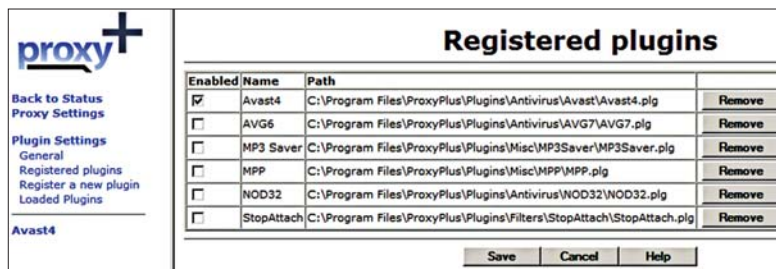 proxy+
Back to Status
Proxy Settings
Plugin Settings
General
Registered plugins
Register a new plugin
Loaded Plugins
Avast4
Registered plugins
Enabled Name Path
Avast4 C:\Program Files\ProxyPlus\Plugins\Antivirus\Avast\Avast4.plg Remove
AVG6 C:\Program Files\ProxyPlus\Plugins\Antivirus\AVG7\AVG7.plg Remove
MP3 Saver C:\Program Files\ProxyPlus\Plugins\Misc\MP3Saver\MP3Saver.plg Remove
MPP C:\Program Files\ProxyPlus\Plugins\Misc\MPP\MPP.plg Remove
NOD32 C:\Program Files\ProxyPlus\Plugins\Antivirus\NOD32\NOD32.plg Remove
StopAttach C:\Program Files\ProxyPlus\Plugins\Filters\StopAttach\StopAttach.plg Remove
Save Cancel Help